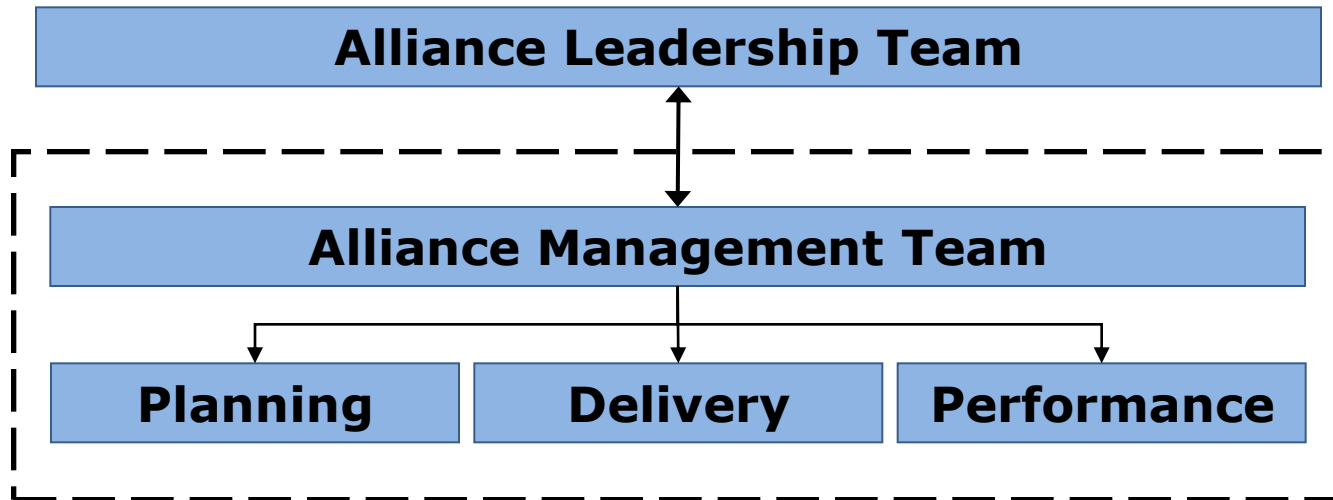 Alliance Leadership Team
Alliance Management Team
Planning
Delivery
Performance